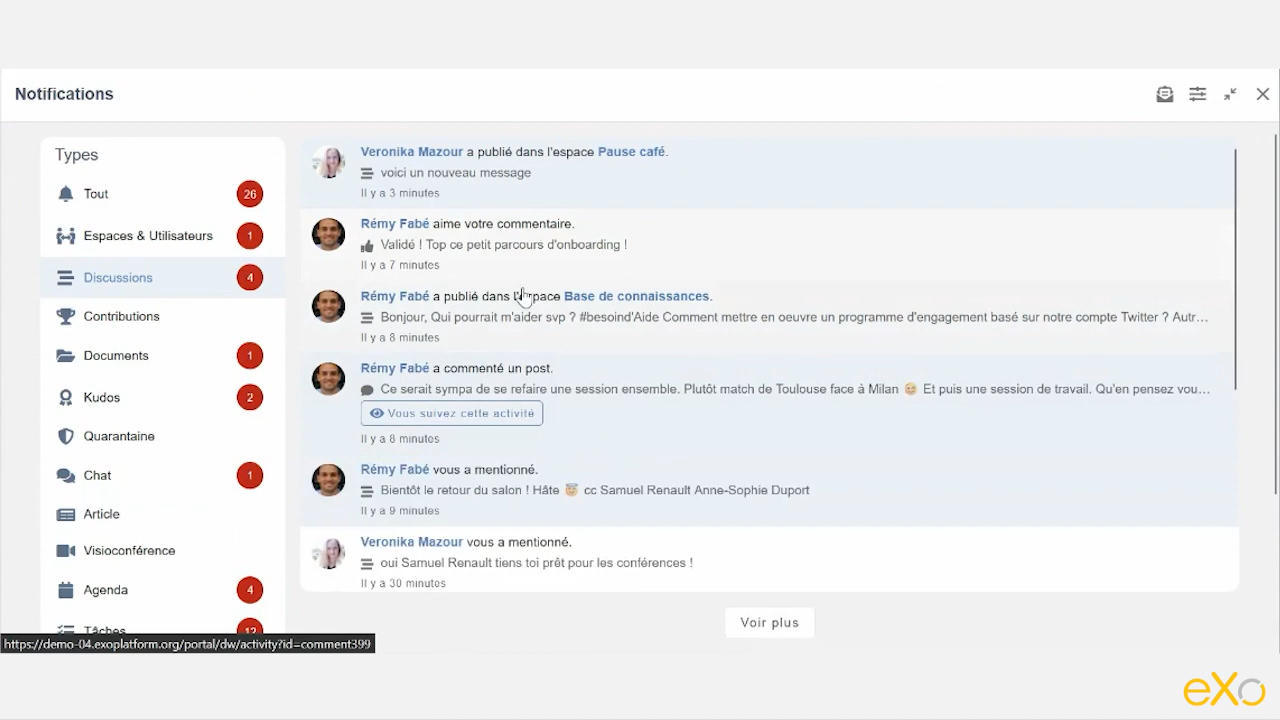 Notifications
Types
Tout 26
Espaces & Utilisateurs 1
Discussions 4
Contributions
Documents 1
Kudos 2
Quarantaine
Chat 1
Article
Visioconférence
Agenda 4
Tâches 12
Veronika Mazour a publié dans l'espace Pause café.
voici un nouveau message
Il y a 3 minutes
Rémy Fabé aime votre commentaire.
Validé ! Top ce petit parcours d'onboarding !
Il y a 7 minutes
Rémy Fabé a publié dans l'espace Base de connaissances.
Bonjour, Qui pourrait m'aider svp ? #besoind'Aide Comment mettre en oeuvre un programme d'engagement basé sur notre compte Twitter ? Autr...
Il y a 8 minutes
Rémy Fabé a commenté un post.
Ce serait sympa de se refaire une session ensemble. Plutôt match de Toulouse face à Milan 😊 Et puis une session de travail. Qu'en pensez vou...
Vous suivez cette activité
Il y a 8 minutes
Rémy Fabé vous a mentionné.
Bientôt le retour du salon ! Hâte 😇 cc Samuel Renault Anne-Sophie Duport
Il y a 9 minutes
Veronika Mazour vous a mentionné.
oui Samuel Renault tiens toi prêt pour les conférences !
Il y a 30 minutes
Voir plus
https://demo-04.exoplatform.org/portal/dw/activity?id=comment399
eXo